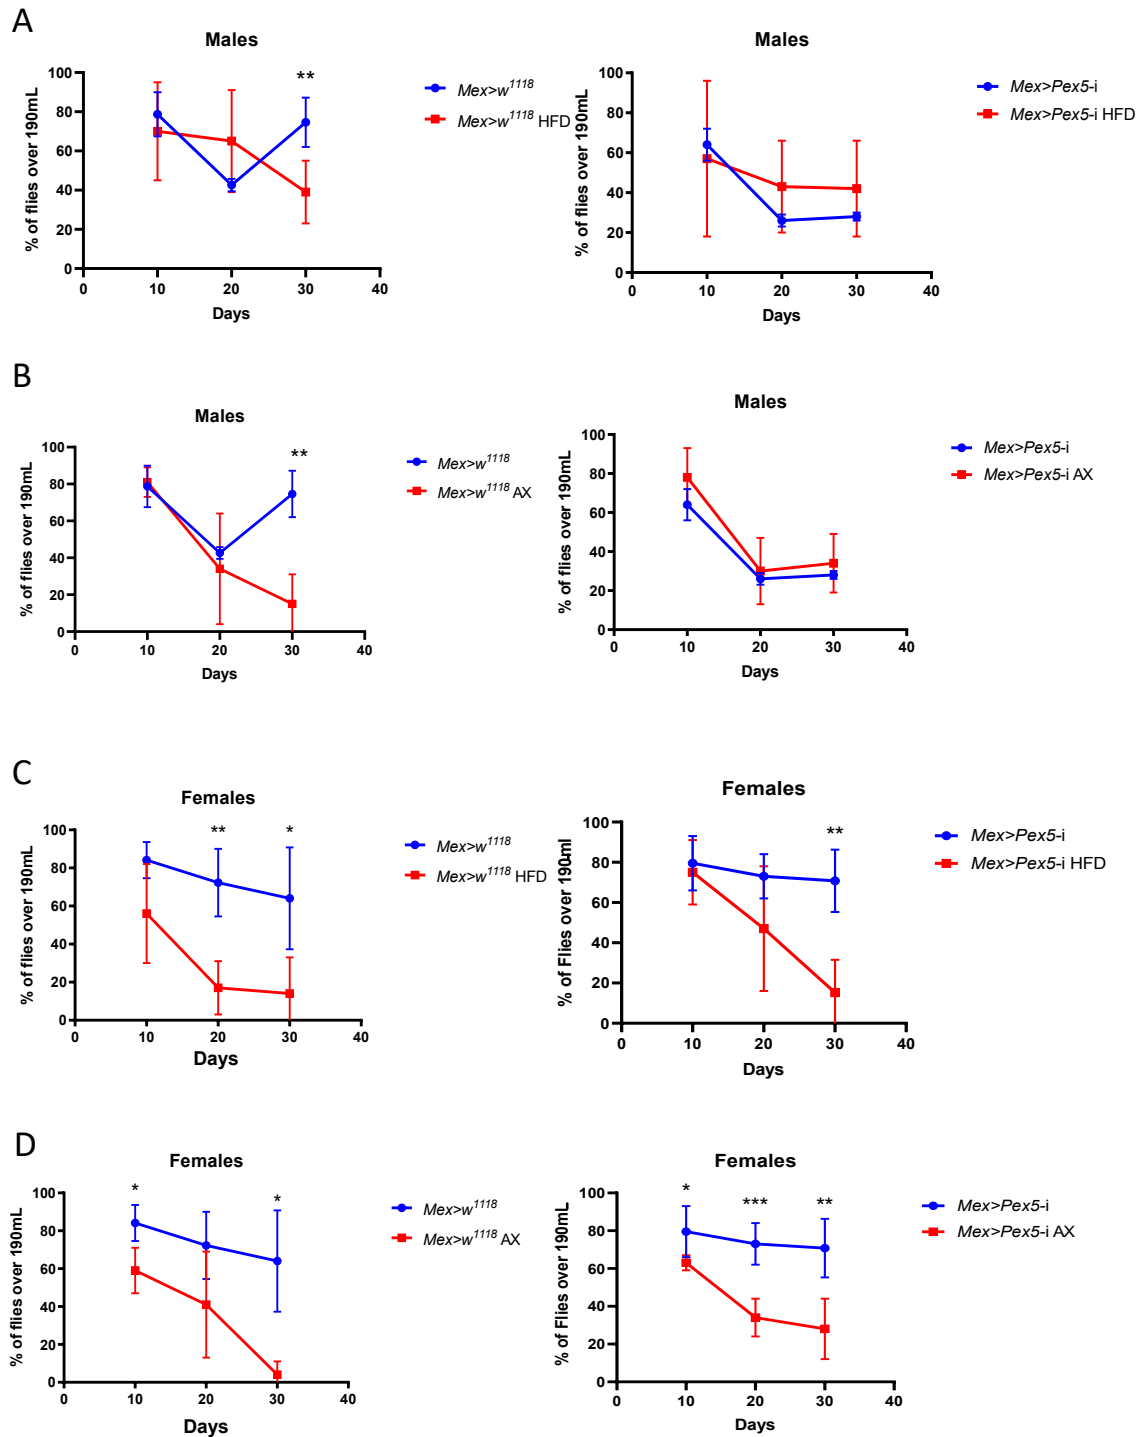 A
Males
% of flies over 190mL
100
80
60
40
20
0
0
10
20
30
40
Days
**
Mex>w1118
Mex>w1118 HFD
Males
% of flies over 190mL
100
80
60
40
20
0
0
10
20
30
40
Days
Mex>Pex5-i
Mex>Pex5-i HFD
B
Males
% of flies over 190mL
100
80
60
40
20
0
0
10
20
30
40
Days
**
Mex>w1118
Mex>w1118 AX
Males
% of flies over 190mL
100
80
60
40
20
0
0
10
20
30
40
Days
Mex>Pex5-i
Mex>Pex5-i AX
C
Females
% of flies over 190mL
100
80
60
40
20
0
0
10
20
30
40
Days
**
*
Mex>w1118
Mex>w1118 HFD
Females
% of Flies over 190ml
100
80
60
40
20
0
0
10
20
30
40
Days
**
Mex>Pex5-i
Mex>Pex5-i HFD
D
Females
% of flies over 190mL
100
80
60
40
20
0
0
10
20
30
40
Days
*
*
Mex>w1118
Mex>w1118 AX
Females
% of Flies over 190mL
100
80
60
40
20
0
0
10
20
30
40
Days
*
***
**
Mex>Pex5-i
Mex>Pex5-i AX